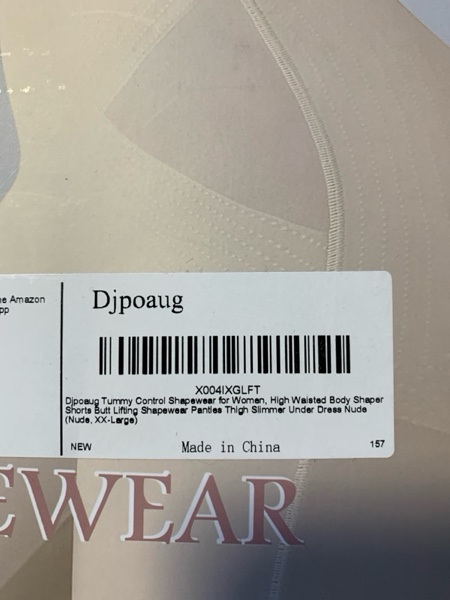 he Amazon
pp
Djpoaug
X004IXGLFT
Djpoaug Tummy Control Shapewear for Women, High Waisted Body Shaper
Shorts Butt Lifting Shapewear Panties Thigh Slimmer Under Dress Nude
(Nude, XX-Large)
NEW
Made in China
157
EWEAR